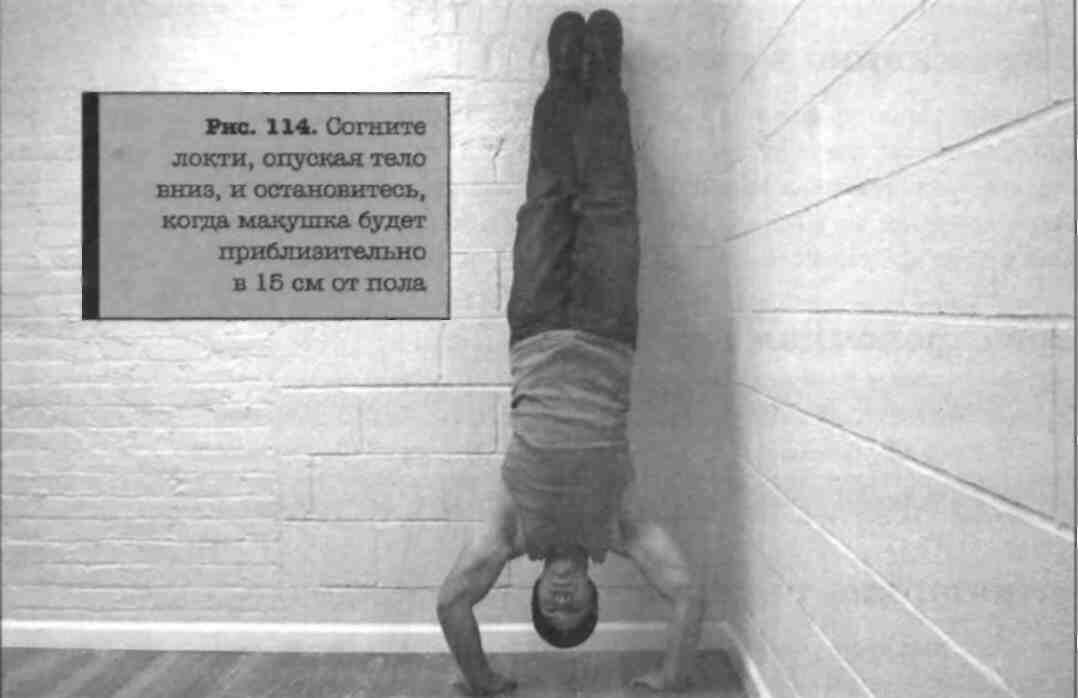 Рис. 114. Согните
локти, опуская тело
вниз, и остановитесь,
когда макушка будет
приблизительно
в 15 см от пола